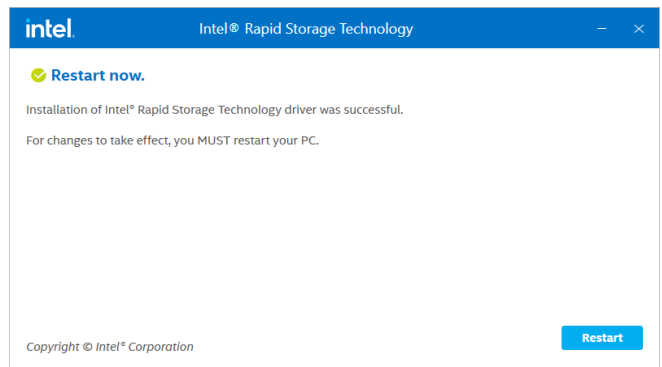 intel.
Intel® Rapid Storage Technology
Restart now.
Installation of Intel® Rapid Storage Technology driver was successful.
For changes to take effect, you MUST restart your PC.
Restart
Copyright © Intel® Corporation